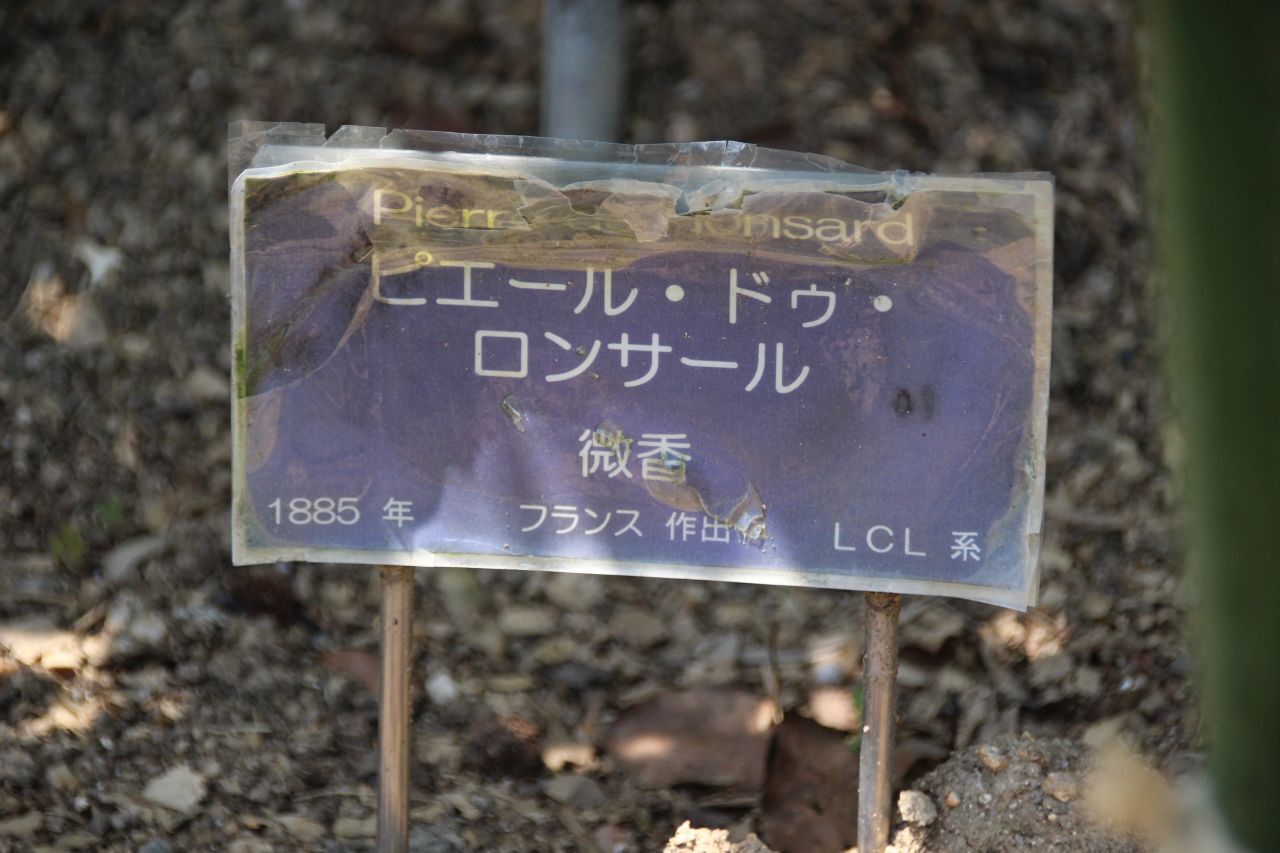 Pierr onsard
ピエール・ドゥ・
ロンサール
微香
1885 年 フランス 作出 LCL 系